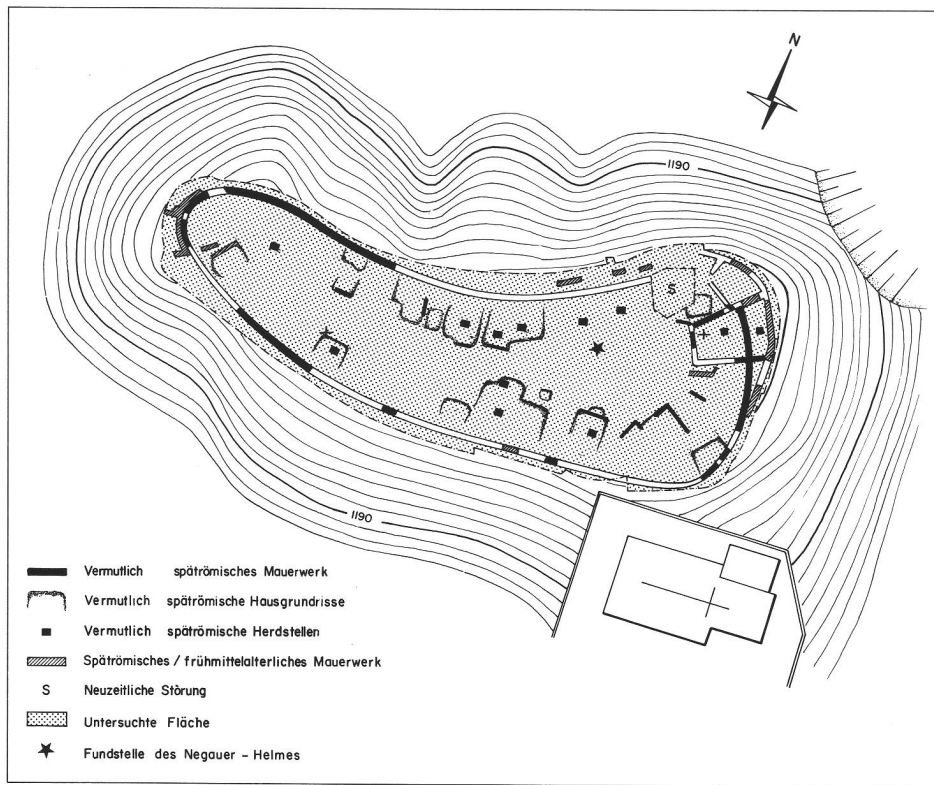 N
1190
S
1190
Vermutlich spätrömisches Mauerwerk
Vermutlich spätrömische Hausgrundrisse
Vermutlich spätrömische Herdstellen
Spätrömisches / frühmittelalterliches Mauerwerk
S Neuzeitliche Störung
Untersuchte Fläche
Fundstelle des Negauer - Helmes